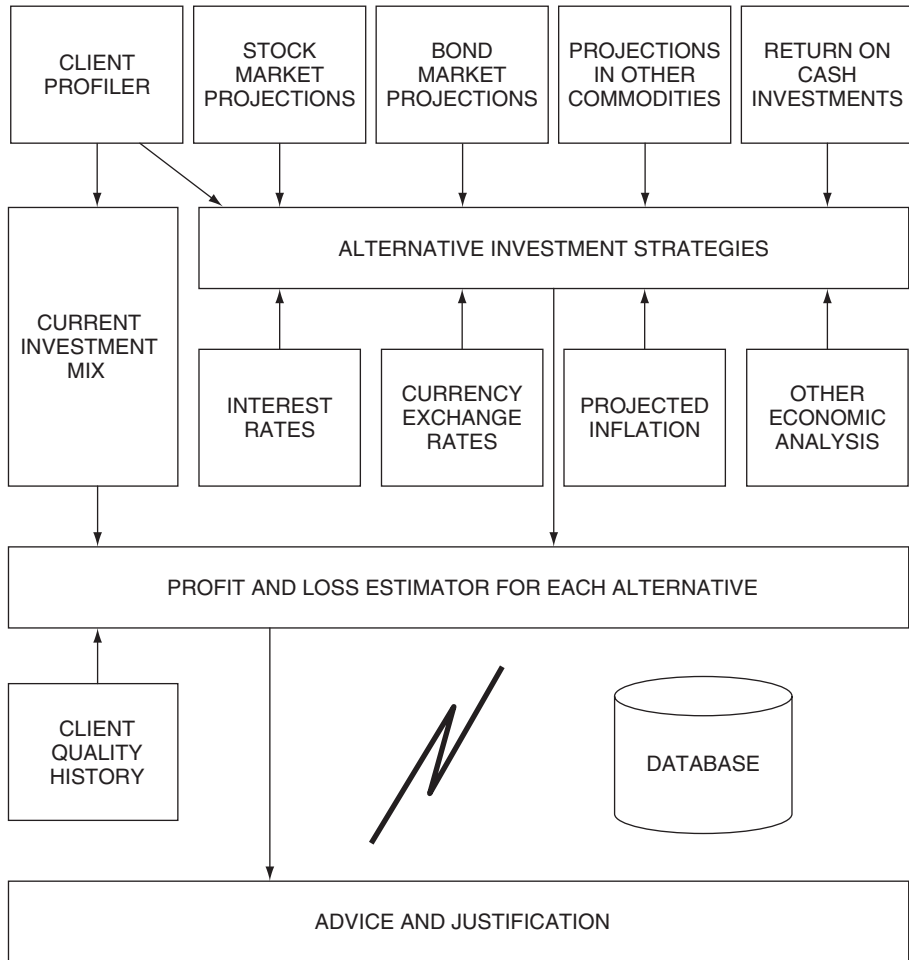 CLIENT
PROFILER
STOCK
MARKET
PROJECTIONS
BOND
MARKET
PROJECTIONS
PROJECTIONS
IN OTHER
COMMODITIES
RETURN ON
CASH
INVESTMENTS
ALTERNATIVE INVESTMENT STRATEGIES
CURRENT
INVESTMENT
MIX
INTEREST
RATES
CURRENCY
EXCHANGE
RATES
PROJECTED
INFLATION
OTHER
ECONOMIC
ANALYSIS
PROFIT AND LOSS ESTIMATOR FOR EACH ALTERNATIVE
CLIENT
QUALITY
HISTORY
DATABASE
ADVICE AND JUSTIFICATION